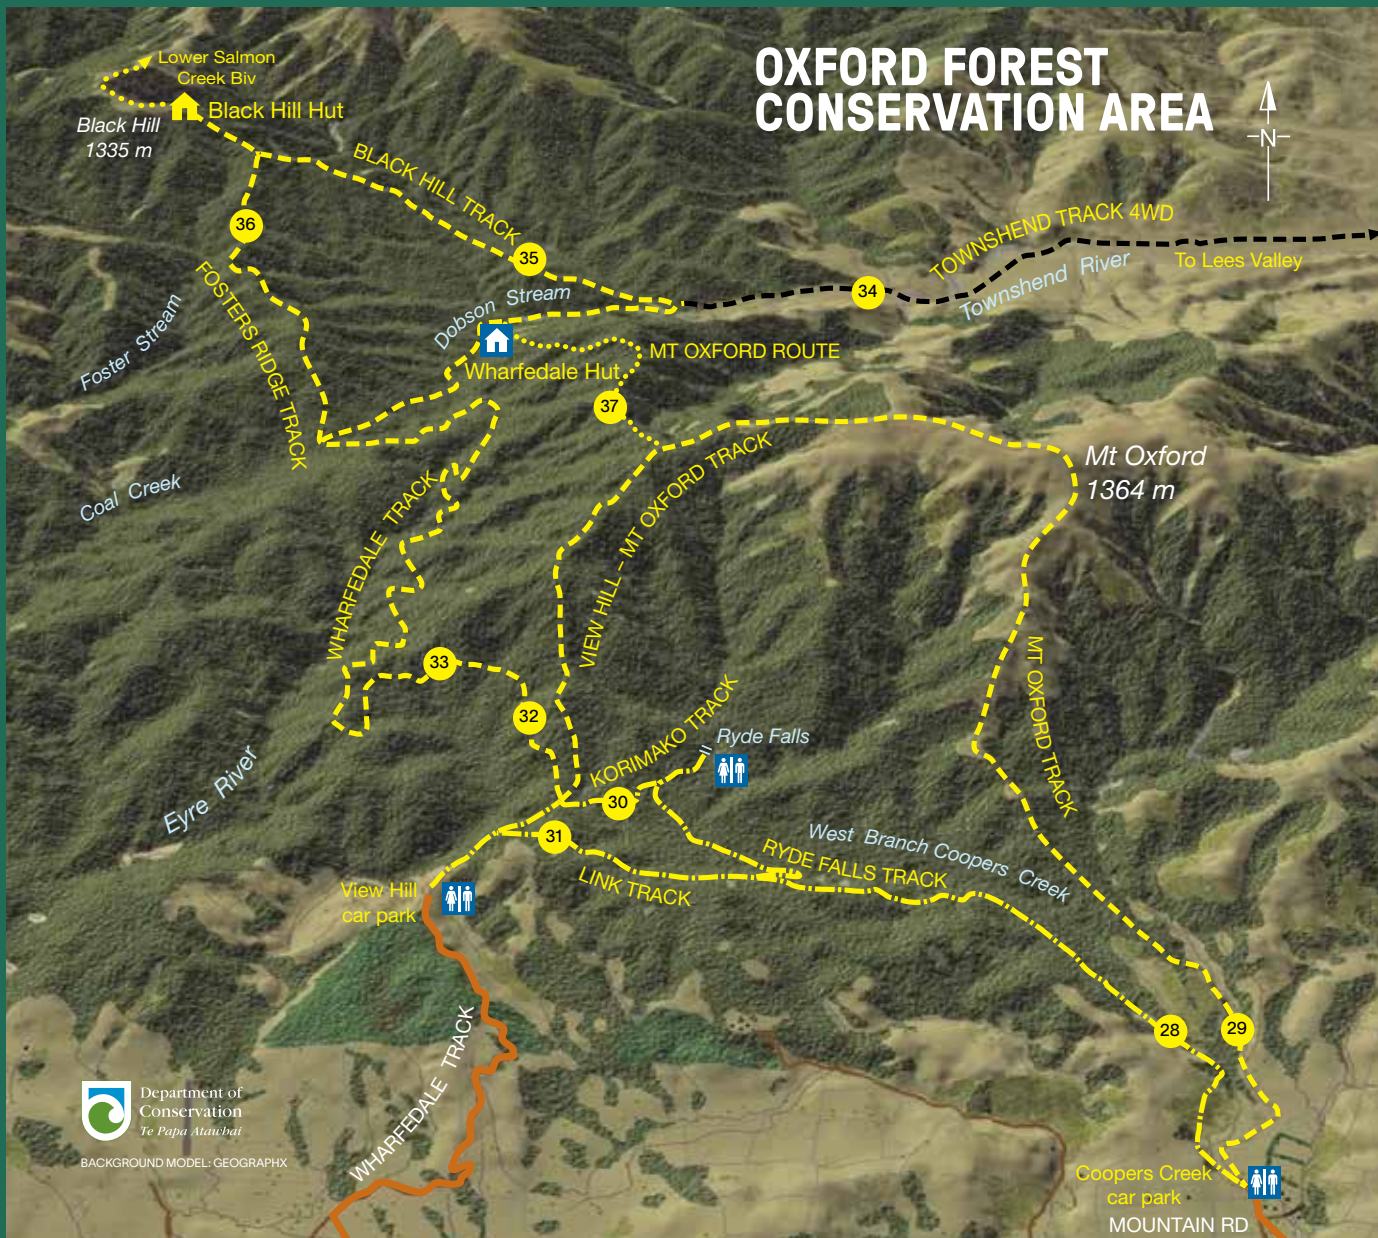 OXFORD FOREST
CONSERVATION AREA
N
Lower Salmon
Creek Biv
Black Hill Hut
Black Hill
1335 m
BLACK HILL TRACK
36
35
FOSTERS RIDGE TRACK
Foster Stream
Dobson Stream
34
TOWNSHEND TRACK 4WD
Townshend River
To Lees Valley
MT OXFORD ROUTE
Wharfedale Hut
37
Coal Creek
Mt Oxford
1364 m
WHARFEDALE TRACK
VIEW HILL – MT OXFORD TRACK
MT OXFORD TRACK
33
32
KORIMAKO TRACK
Ryde Falls
30
31
Eyre River
West Branch Coopers Creek
RYDE FALLS TRACK
LINK TRACK
View Hill
car park
28
29
WHARFEDALE TRACK
Department of
Conservation
Te Papa Atawhai
BACKGROUND MODEL: GEOGRAPHX
Coopers Creek
car park
MOUNTAIN RD